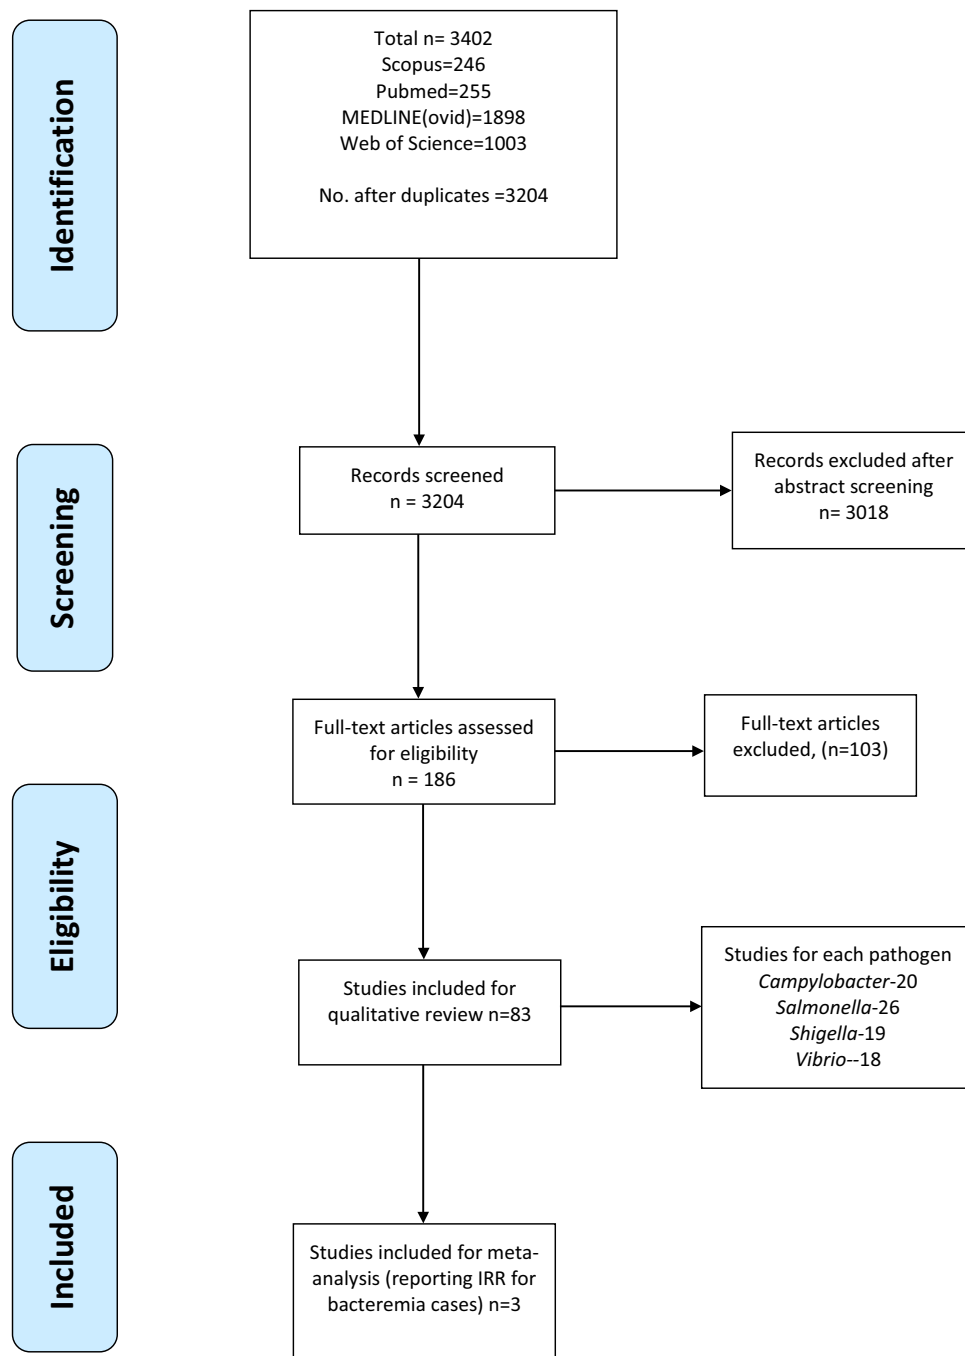 Identification
Total n= 3402
Scopus=246
Pubmed=255
MEDLINE(ovid)=1898
Web of Science=1003
No. after duplicates =3204
Screening
Records screened
n = 3204
Records excluded after
abstract screening
n= 3018
Full-text articles assessed
for eligibility
n = 186
Full-text articles
excluded, (n=103)
Eligibility
Studies included for
qualitative review n=83
Studies for each pathogen
Campylobacter-20
Salmonella-26
Shigella-19
Vibrio--18
Included
Studies included for meta-
analysis (reporting IRR for
bacteremia cases) n=3